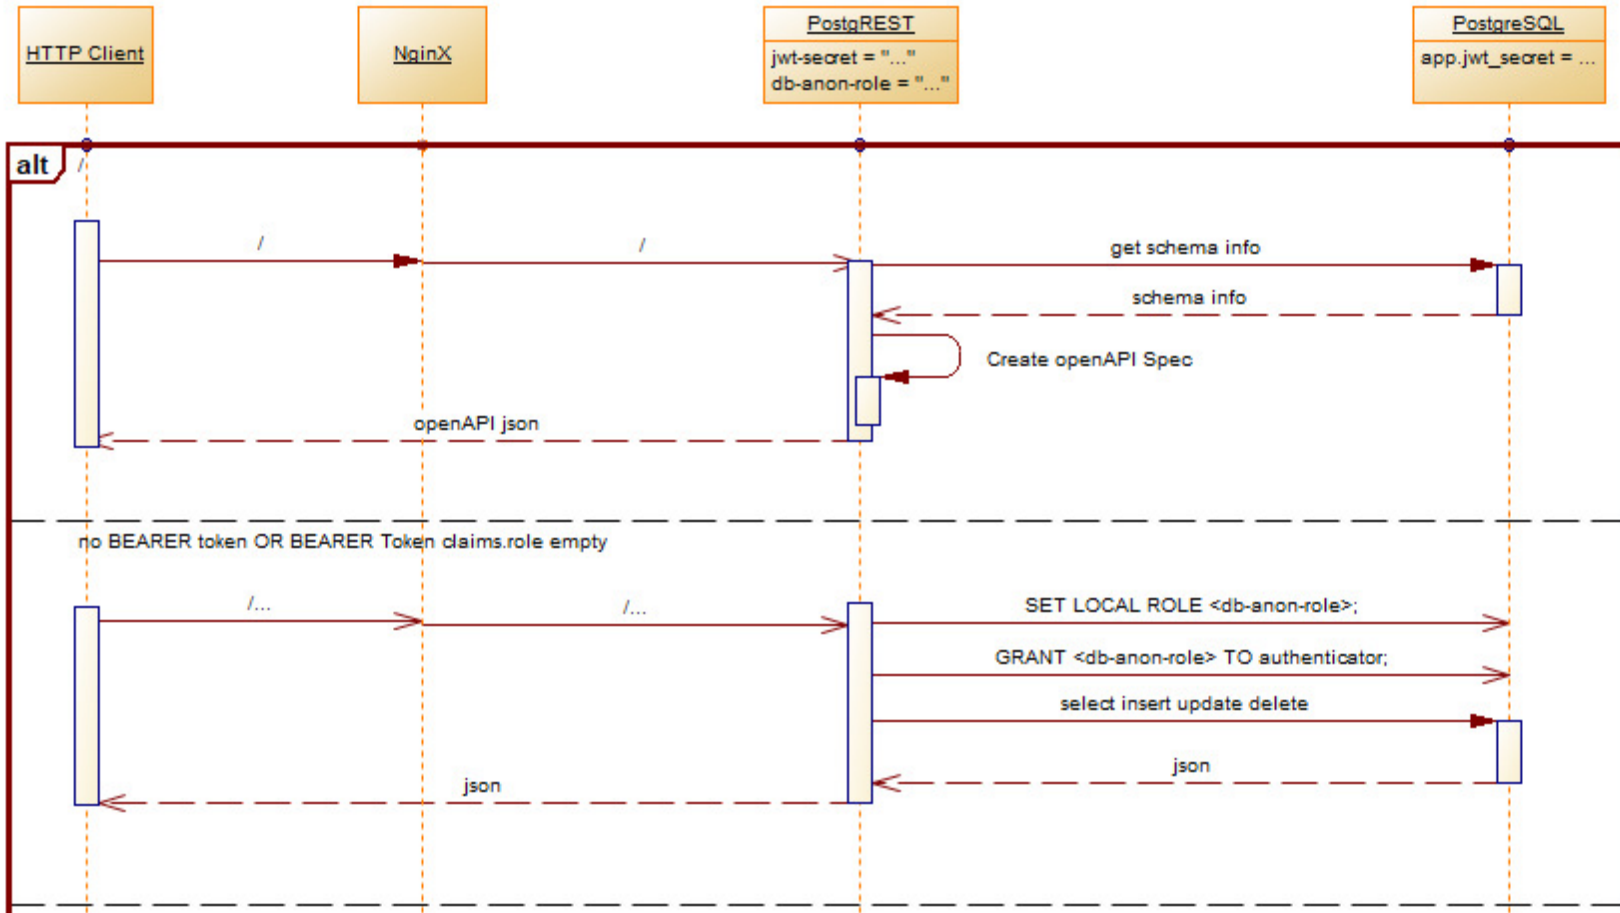 HTTP Client
NginX
PostgREST
jwt-secret = "..."
db-anon-role = "..."
PostgreSQL
app.jwt_secret = ...
alt
/
/
/
get schema info
schema info
Create openAPI Spec
openAPI json
no BEARER token OR BEARER Token claims.role empty
/...
/...
SET LOCAL ROLE <db-anon-role>;
GRANT <db-anon-role> TO authenticator;
select insert update delete
json
json